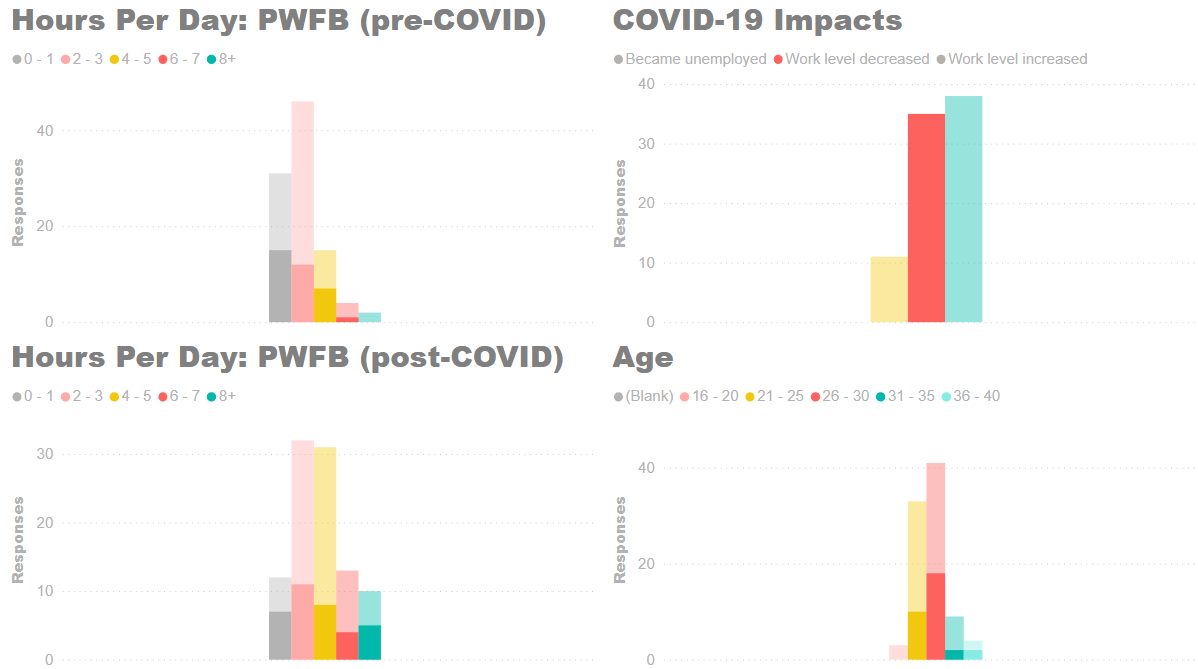 Hours Per Day: PWFB (pre-COVID)
0 - 1 2 - 3 4 - 5 6 - 7 8+
40
20
0
Responses
COVID-19 Impacts
Became unemployed Work level decreased Work level increased
40
30
20
10
0
Responses
Hours Per Day: PWFB (post-COVID)
0 - 1 2 - 3 4 - 5 6 - 7 8+
30
20
10
0
Responses
Age
(Blank) 16 - 20 21 - 25 26 - 30 31 - 35 36 - 40
40
20
0
Responses